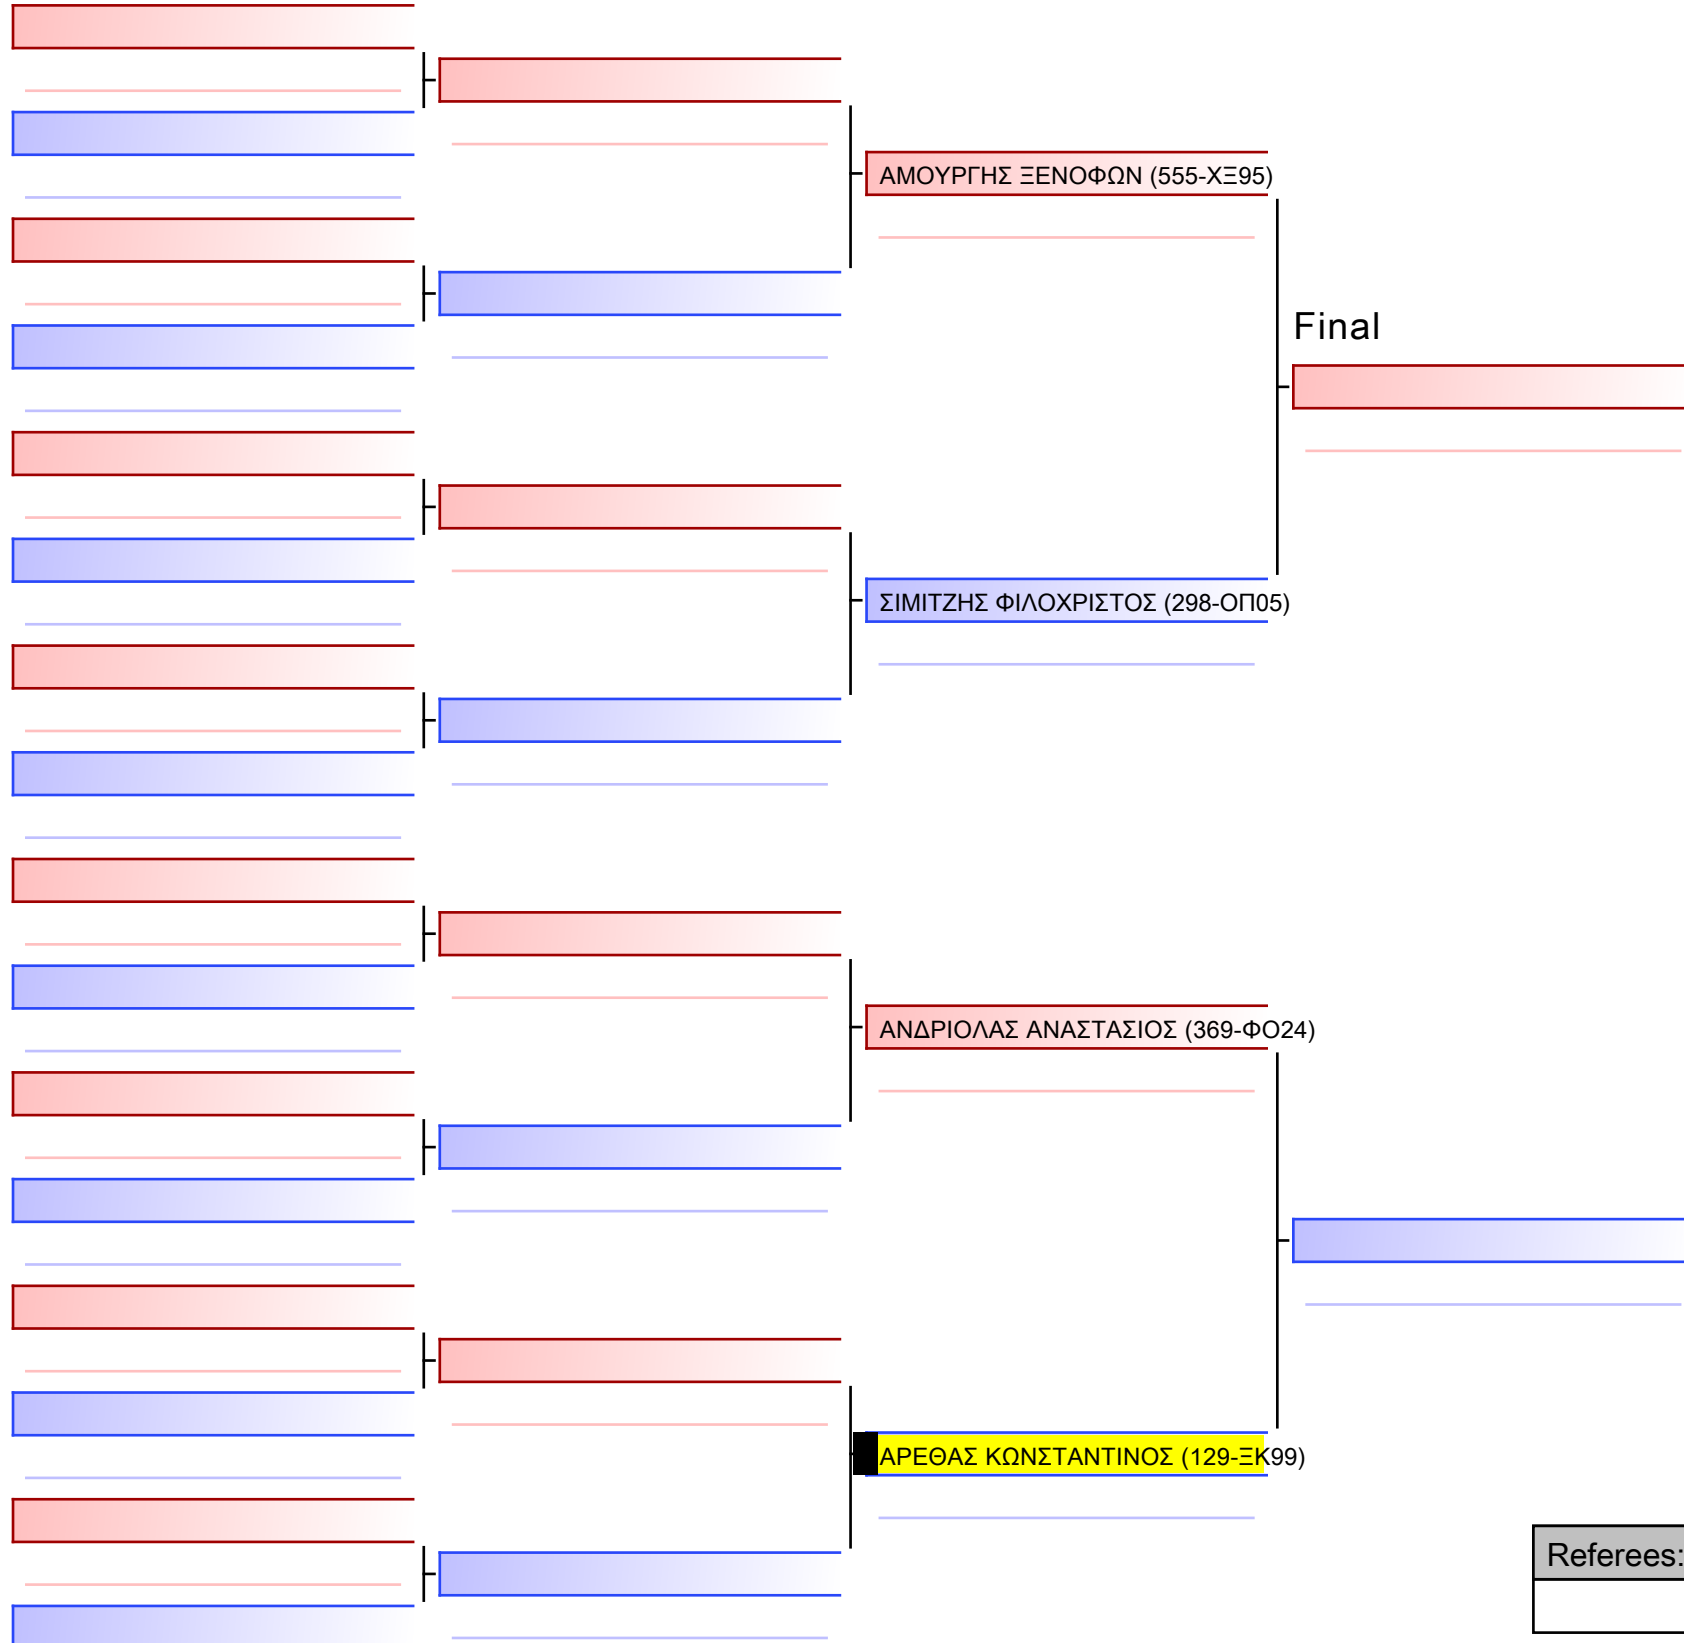 ΑΜΟΥΡΓΗΣ ΞΕΝΟΦΩΝ (555-ΧΞ95)
Final
ΣΙΜΙΤΖΗΣ ΦΙΛΟΧΡΙΣΤΟΣ (298-ΟΠ05)
ΑΝΔΡΙΟΛΑΣ ΑΝΑΣΤΑΣΙΟΣ (369-ΦΟ24)
ΑΡΕΘΑΣ ΚΩΝΣΤΑΝΤΙΝΟΣ (129-ΞΚ99)
Referees: